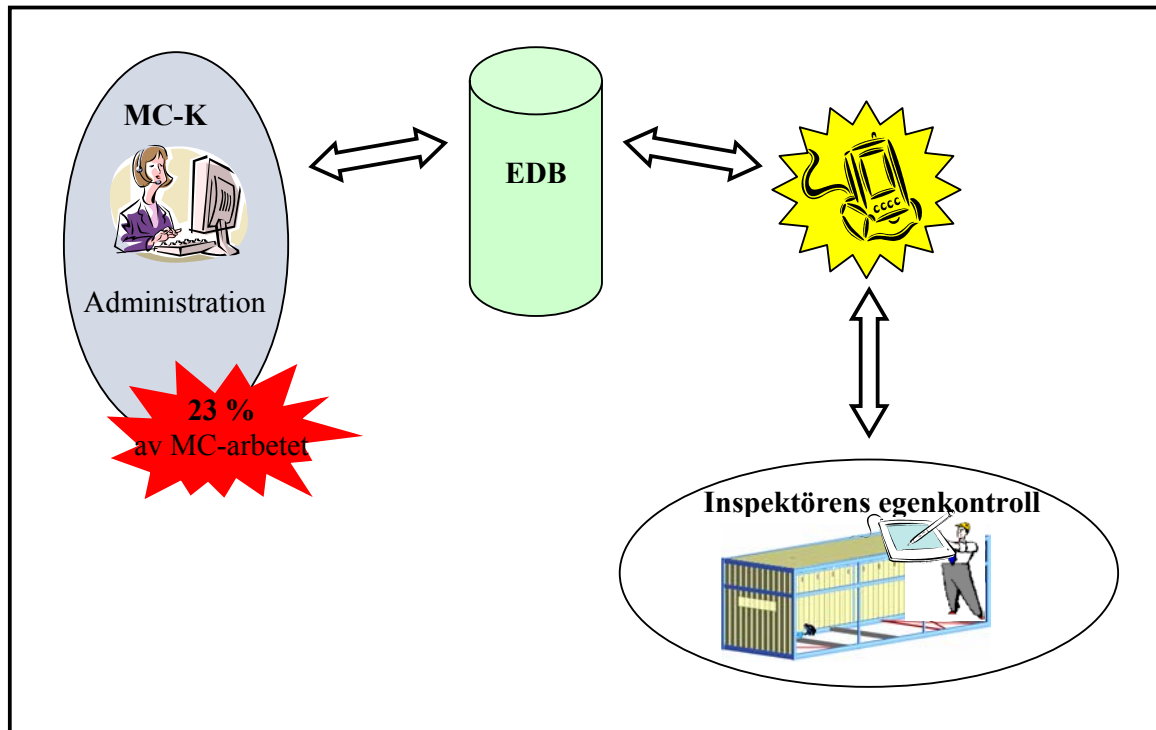 MC-K
Administration
23 %
av MC-arbetet
EDB
Inspektörens egenkontroll